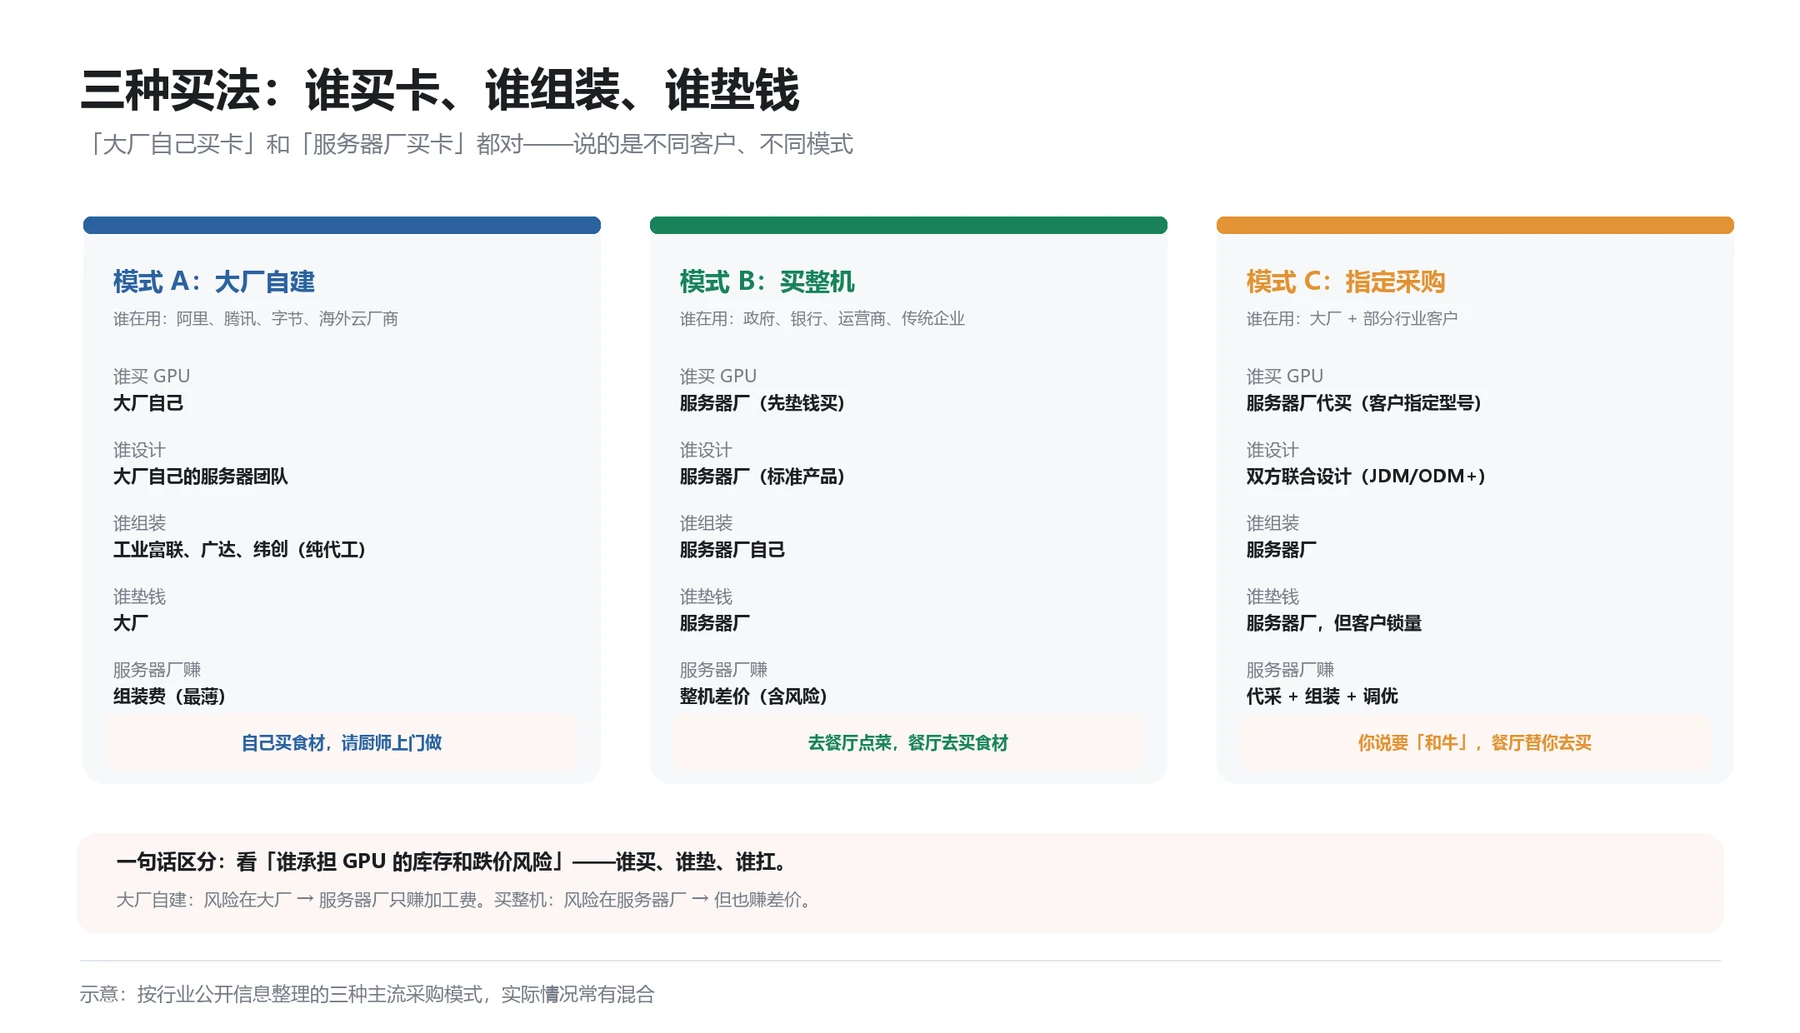 三种买法：谁买卡、谁组装、谁垫钱
「大厂自己买卡」和「服务器厂买卡」都对——说的是不同客户、不同模式
模式 A：大厂自建
谁在用：阿里、腾讯、字节、海外云厂商
谁买 GPU
大厂自己
谁设计
大厂自己的服务器团队
谁组装
工业富联、广达、纬创（纯代工）
谁垫钱
大厂
服务器厂赚
组装费（最薄）
自己买食材，请厨师上门做
模式 B：买整机
谁在用：政府、银行、运营商、传统企业
谁买 GPU
服务器厂（先垫钱买）
谁设计
服务器厂（标准产品）
谁组装
服务器厂自己
谁垫钱
服务器厂
服务器厂赚
整机差价（含风险）
去餐厅点菜，餐厅去买食材
模式 C：指定采购
谁在用：大厂 + 部分行业客户
谁买 GPU
服务器厂代买（客户指定型号）
谁设计
双方联合设计（JDM/ODM+）
谁组装
服务器厂
谁垫钱
服务器厂，但客户锁量
服务器厂赚
代采 + 组装 + 调优
你说要「和牛」，餐厅替你去买
一句话区分：看「谁承担 GPU 的库存和跌价风险」——谁买、谁垫、谁扛。
大厂自建：风险在大厂 → 服务器厂只赚加工费。买整机：风险在服务器厂 → 但也赚差价。
示意：按行业公开信息整理的三种主流采购模式，实际情况常有混合